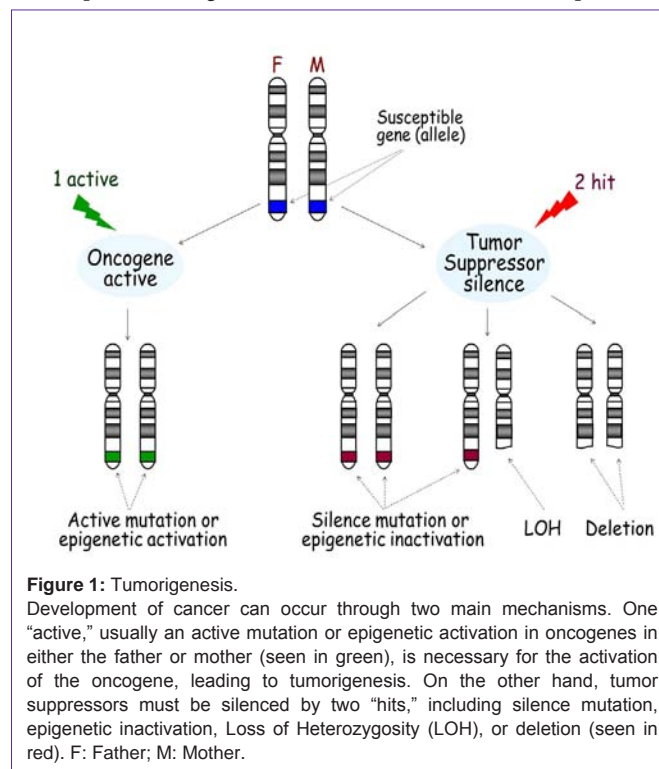 F M
Susceptible
gene (allele)
1 active
2 hit
Oncogene
active
Tumor
Suppressor
silence
Active mutation or
epigenetic activation
Silence mutation or
epigenetic inactivation
LOH
Deletion
Figure 1: Tumorigenesis.
Development of cancer can occur through two main mechanisms. One
“active,” usually an active mutation or epigenetic activation in oncogenes in
either the father or mother (seen in green), is necessary for the activation
of the oncogene, leading to tumorigenesis. On the other hand, tumor
suppressors must be silenced by two “hits,” including silence mutation,
epigenetic inactivation, Loss of Heterozygosity (LOH), or deletion (seen in
red). F: Father; M: Mother.